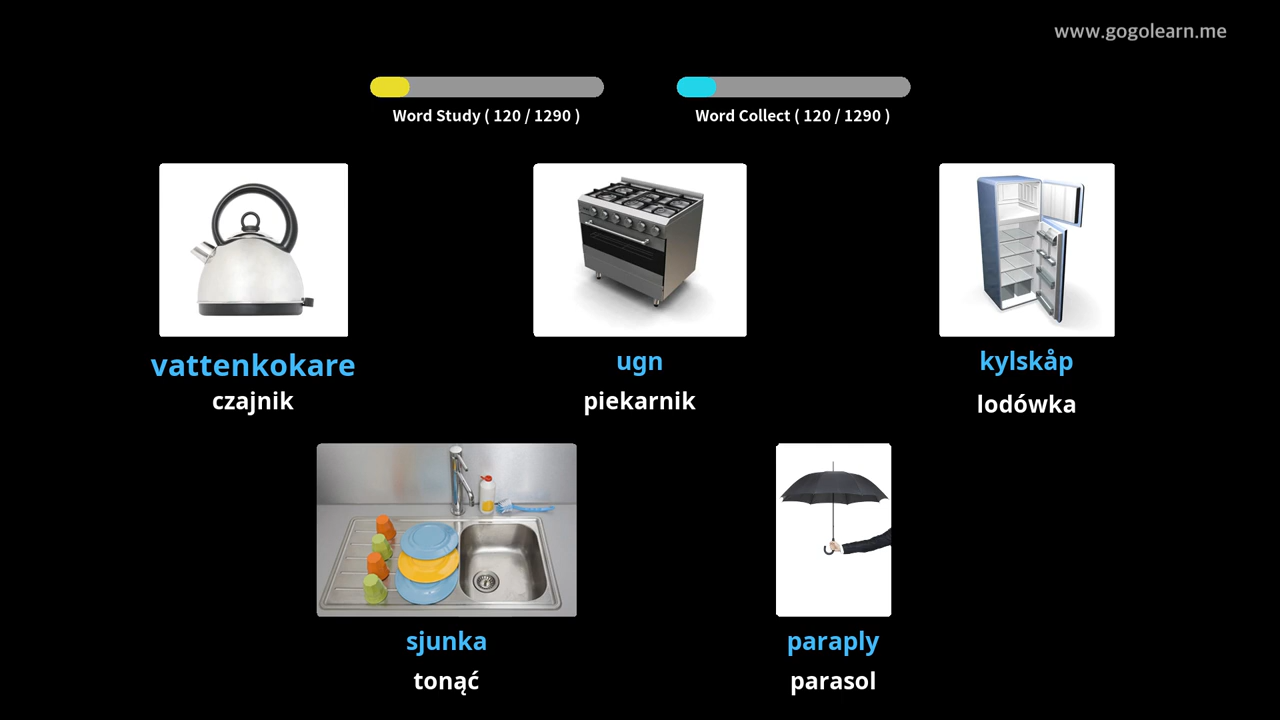 www.gogolearn.me
Word Study ( 120 / 1290 )
Word Collect ( 120 / 1290 )
vattenkokare
czajnik
ugn
piekarnik
kylskåp
lodówka
sjunka
tonąć
paraply
parasol